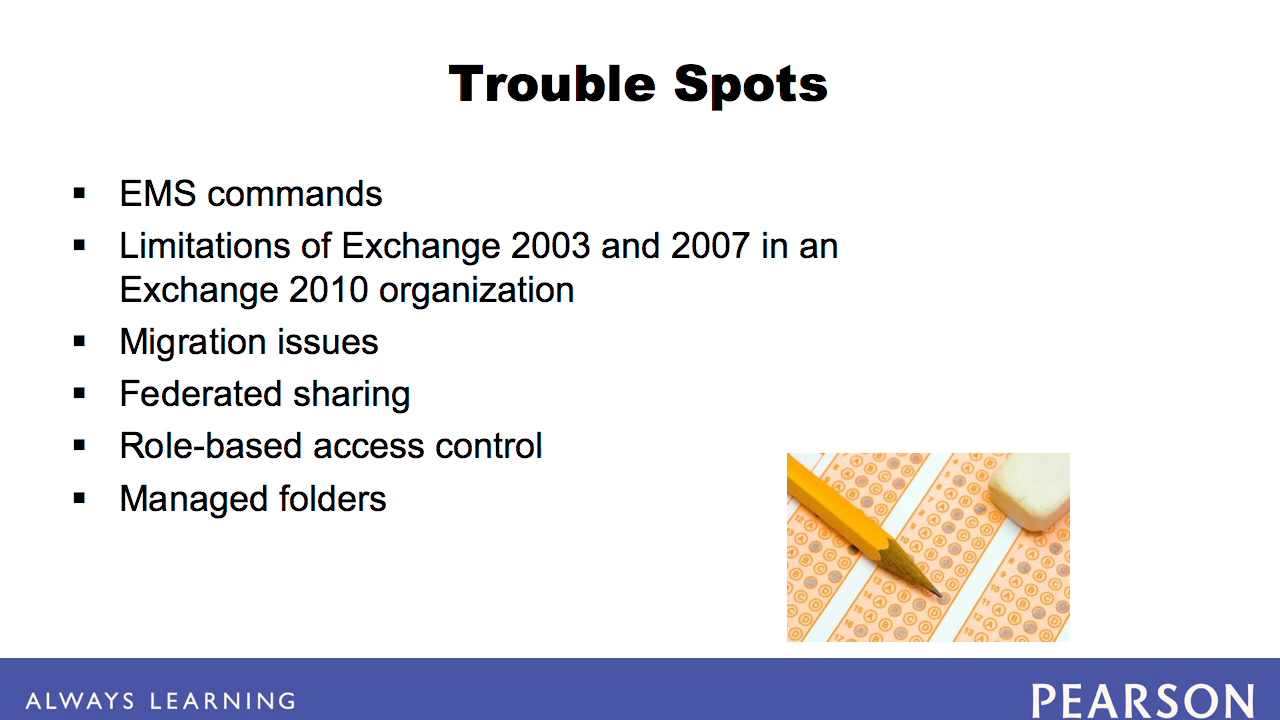 Trouble Spots
▪ EMS commands
▪ Limitations of Exchange 2003 and 2007 in an
Exchange 2010 organization
▪ Migration issues
▪ Federated sharing
▪ Role-based access control
▪ Managed folders
ALWAYS LEARNING
PEARSON